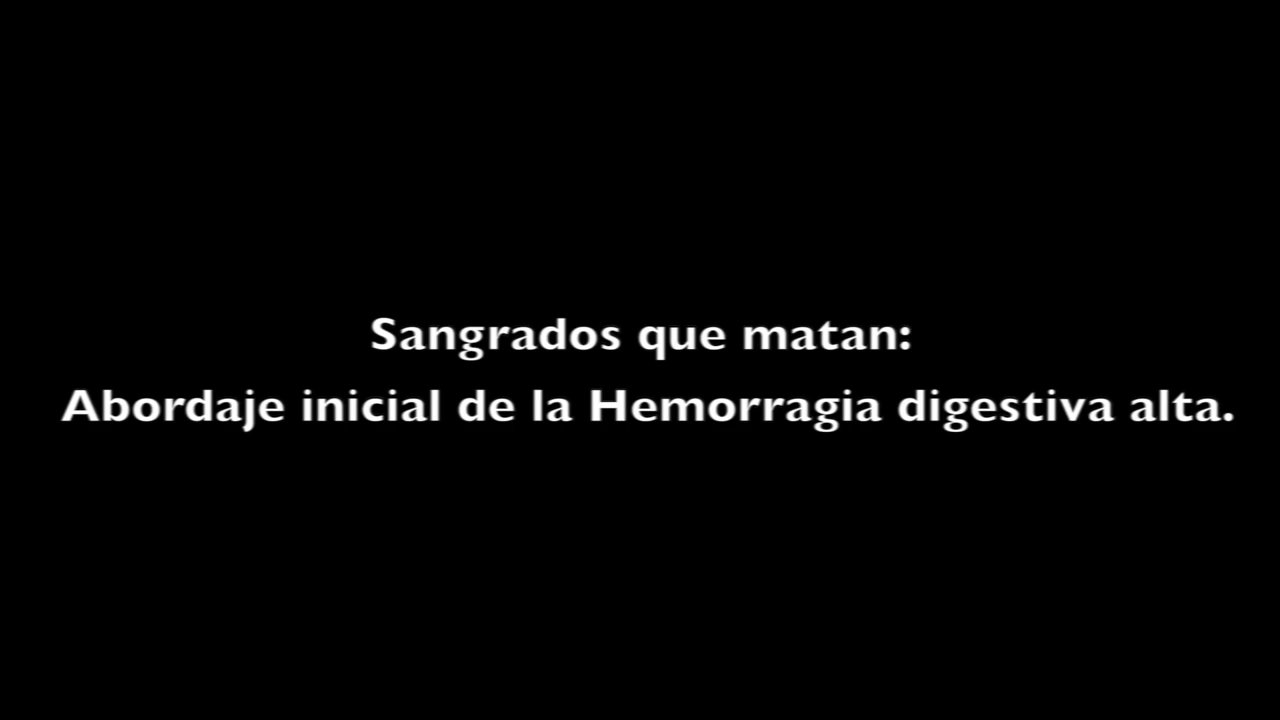 Sangrados que matan:
Abordaje inicial de la Hemorragia digestiva alta.